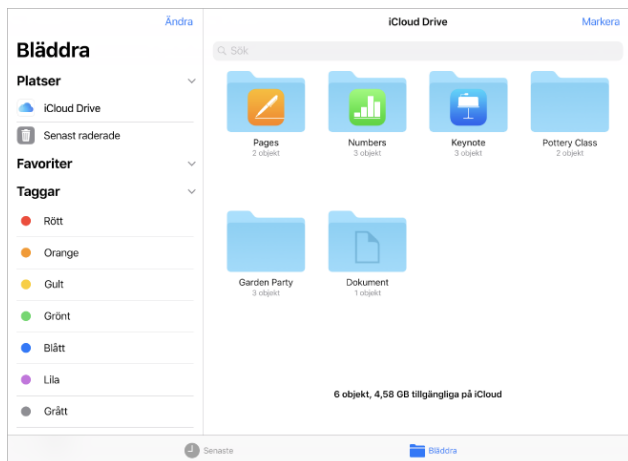 Ändra
Bläddra
Platser
iCloud Drive
Senast raderade
Favoriter
Taggar
Rött
Orange
Gult
Grönt
Blått
Lila
Grått
iCloud Drive
Markera
Sök
Pages
2 objekt
Numbers
3 objekt
Keynote
3 objekt
Pottery Class
2 objekt
Garden Party
3 objekt
Dokument
1 objekt
6 objekt, 4,58 GB tillgängliga på iCloud
Senaste
Bläddra